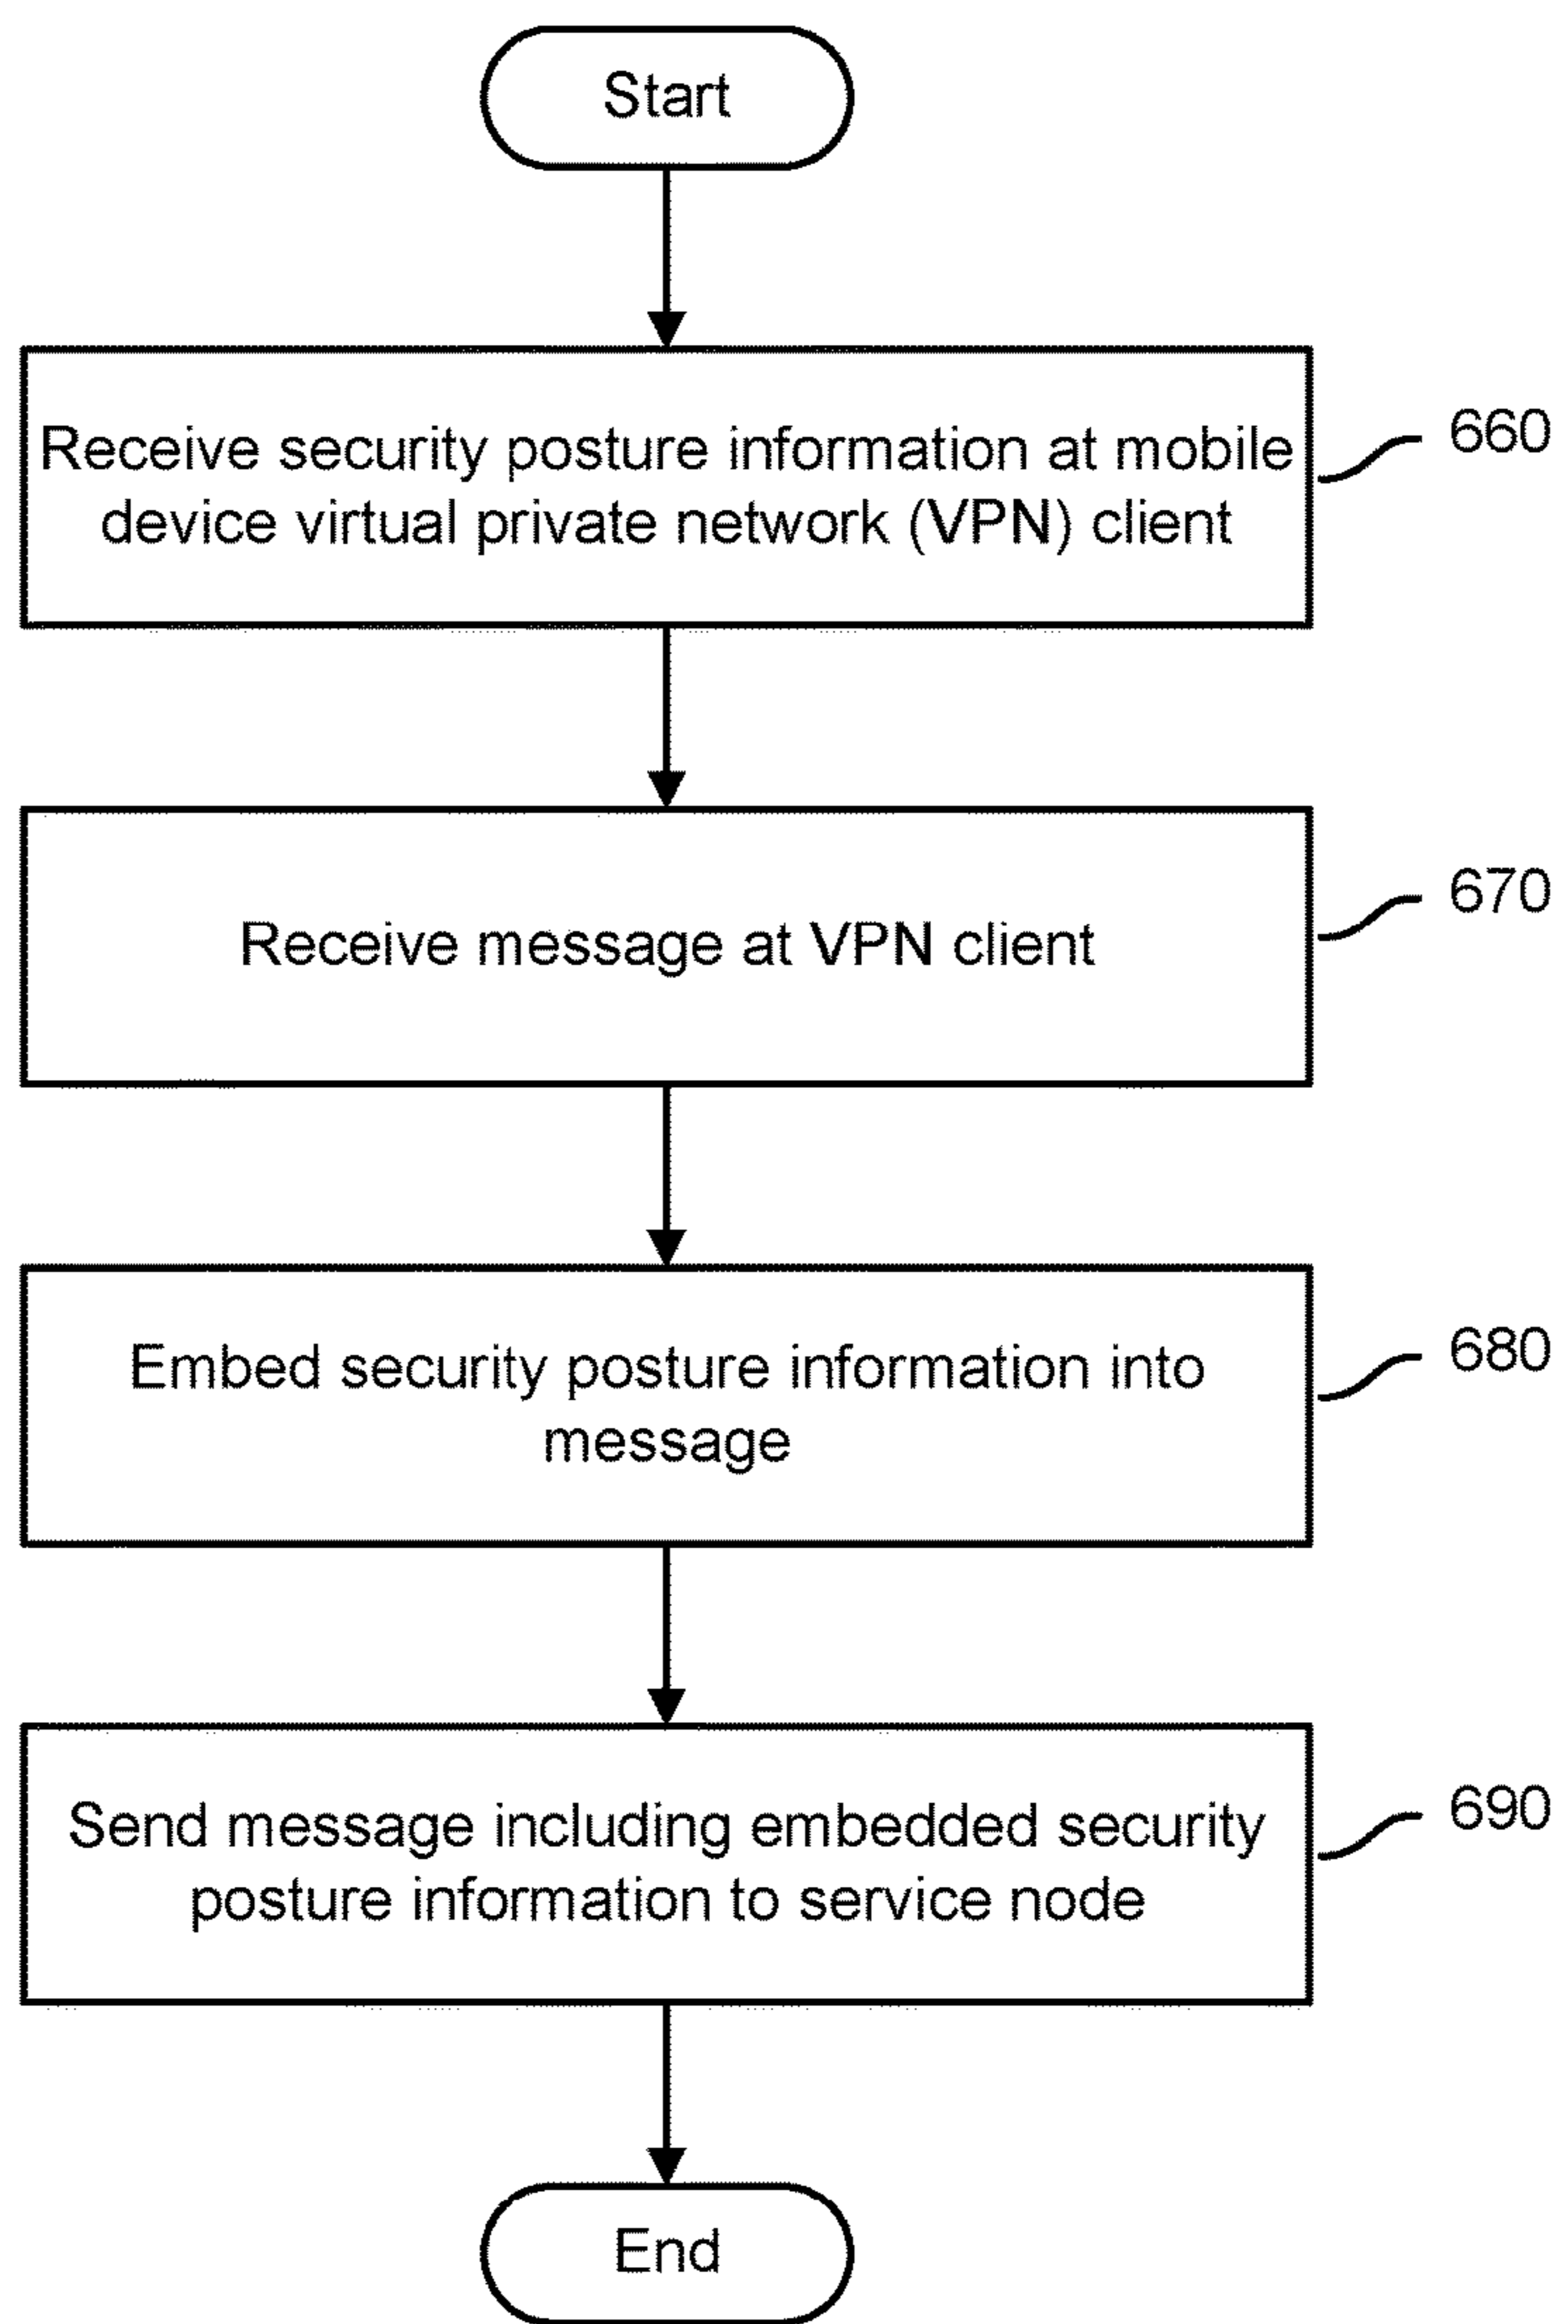 Start
Receive security posture information at mobile
device virtual private network (VPN) client
660
Receive message at VPN client
670
Embed security posture information into
message
680
Send message including embedded security
posture information to service node
690
End